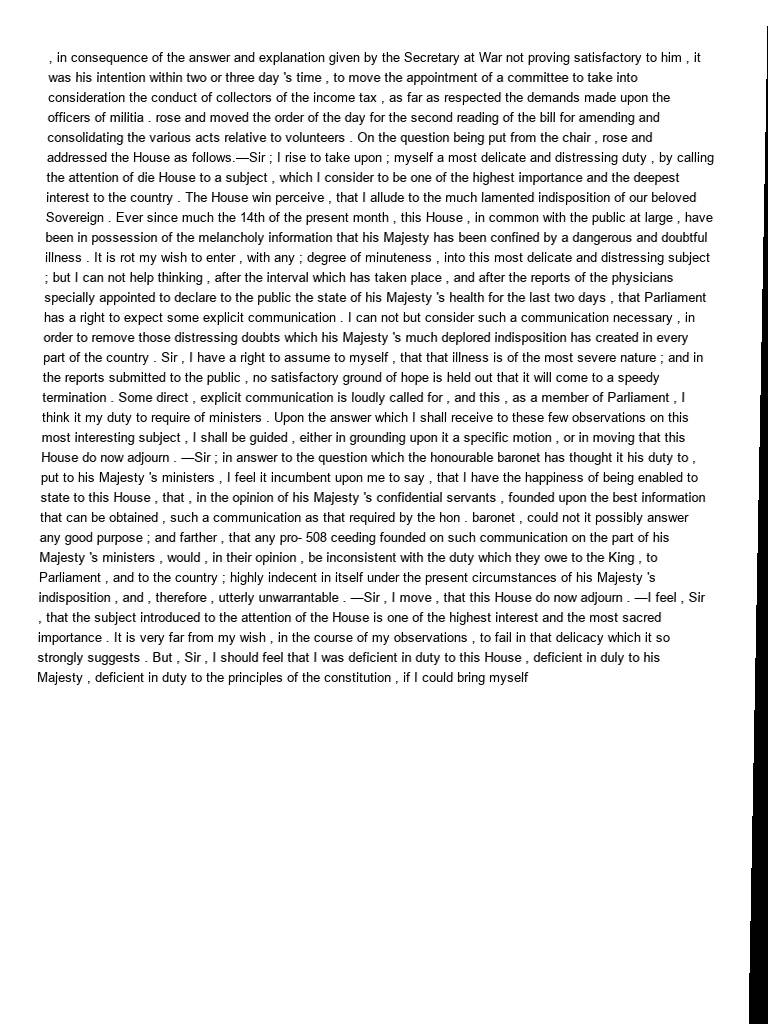 , in consequence of the answer and explanation given by the Secretary at War not proving satisfactory to him , it
was his intention within two or three day 's time , to move the appointment of a committee to take into
consideration the conduct of collectors of the income tax , as far as respected the demands made upon the
officers of militia . rose and moved the order of the day for the second reading of the bill for amending and
consolidating the various acts relative to volunteers . On the question being put from the chair , rose and
addressed the House as follows.—Sir ; I rise to take upon ; myself a most delicate and distressing duty , by calling
the attention of die House to a subject , which I consider to be one of the highest importance and the deepest
interest to the country . The House win perceive , that I allude to the much lamented indisposition of our beloved
Sovereign . Ever since much the 14th of the present month , this House , in common with the public at large , have
been in possession of the melancholy information that his Majesty has been confined by a dangerous and doubtful
illness . It is rot my wish to enter , with any ; degree of minuteness , into this most delicate and distressing subject
; but I can not help thinking , after the interval which has taken place , and after the reports of the physicians
specially appointed to declare to the public the state of his Majesty 's health for the last two days , that Parliament
has a right to expect some explicit communication . I can not but consider such a communication necessary , in
order to remove those distressing doubts which his Majesty 's much deplored indisposition has created in every
part of the country . Sir , I have a right to assume to myself , that that illness is of the most severe nature ; and in
the reports submitted to the public , no satisfactory ground of hope is held out that it will come to a speedy
termination . Some direct , explicit communication is loudly called for , and this , as a member of Parliament , I
think it my duty to require of ministers . Upon the answer which I shall receive to these few observations on this
most interesting subject , I shall be guided , either in grounding upon it a specific motion , or in moving that this
House do now adjourn . —Sir ; in answer to the question which the honourable baronet has thought it his duty to ,
put to his Majesty 's ministers , I feel it incumbent upon me to say , that I have the happiness of being enabled to
state to this House , that , in the opinion of his Majesty 's confidential servants , founded upon the best information
that can be obtained , such a communication as that required by the hon . baronet , could not it possibly answer
any good purpose ; and farther , that any pro- 508 ceeding founded on such communication on the part of his
Majesty 's ministers , would , in their opinion , be inconsistent with the duty which they owe to the King , to
Parliament , and to the country ; highly indecent in itself under the present circumstances of his Majesty 's
indisposition , and , therefore , utterly unwarrantable . —Sir , I move , that this House do now adjourn . —I feel , Sir
, that the subject introduced to the attention of the House is one of the highest interest and the most sacred
importance . It is very far from my wish , in the course of my observations , to fail in that delicacy which it so
strongly suggests . But , Sir , I should feel that I was deficient in duty to this House , deficient in duly to his
Majesty , deficient in duty to the principles of the constitution , if I could bring myself